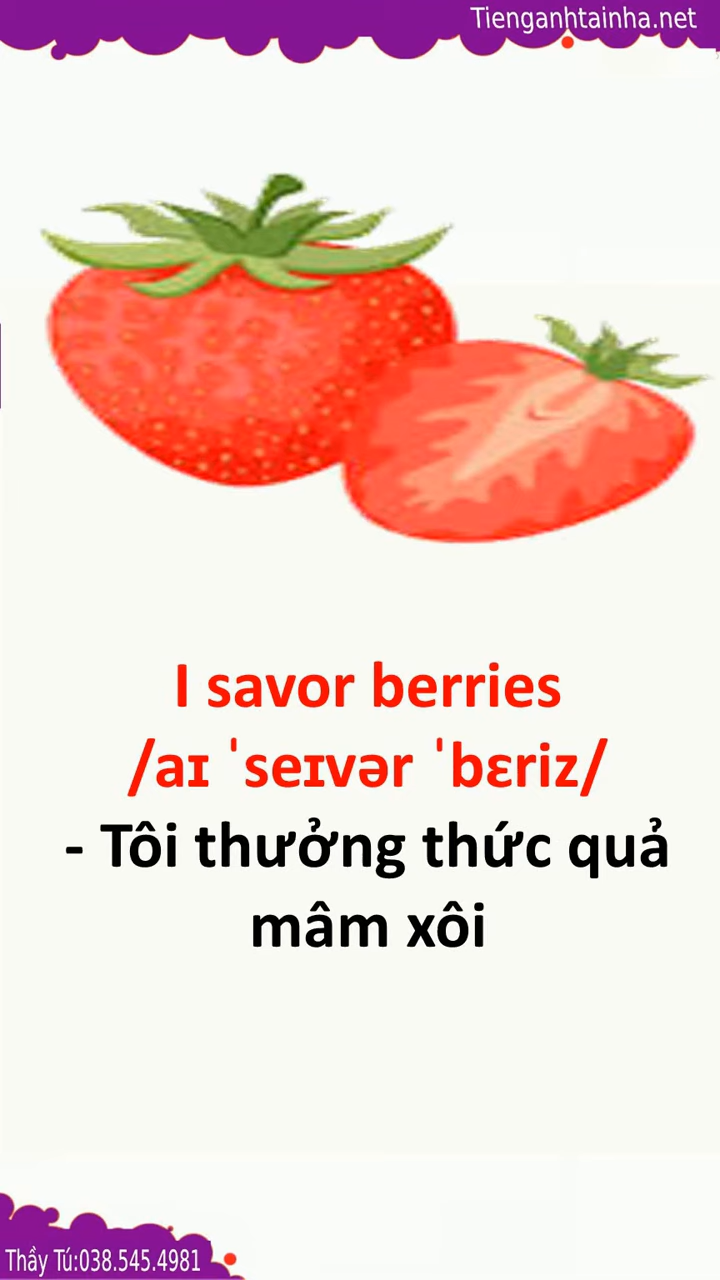 Tienganhtainha.net
I savor berries
/aɪ ˈseɪvər ˈbɛriz/
- Tôi thưởng thức quả
mâm xôi
Thầy Tú:038.545.4981